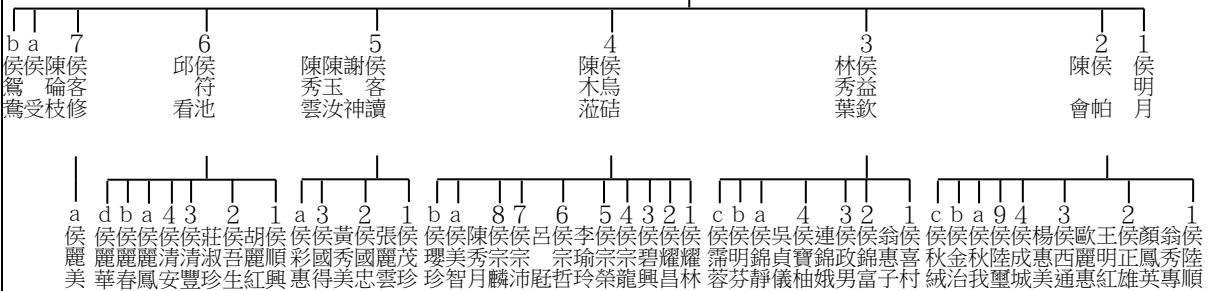 1 侯明月
2 侯帕
陳會
3 侯益欽
林秀葉
4 侯烏硈
陳木蒞
5 侯客讀
謝神
陳玉汝
陳秀雲
6 侯符池
邱看
7 侯客修
陳碖枝
a 侯受
b 侯鴛鴦
1 侯陸順
翁秀專
顏鳳英
2 侯正雄
王明紅
歐麗惠
3 侯西通
楊惠美
4 侯成城
9 侯陸璽
a 侯秋我
b 侯金治
c 侯秋絨
1 侯喜村
翁惠子
2 侯錦富
3 侯政男
連錦娥
4 侯寶柚
吳貞儀
a 侯錦靜
b 侯明芬
c 侯霈蓉
1 侯耀林
2 侯耀昌
3 侯碧興
4 侯宗龍
5 侯宗榮
李瑜玲
6 宗哲
呂
7 侯宗沛
8 侯宗麟
陳秀月
a 侯美智
b 侯瓔珍
1 侯茂珍
張麗雲
2 侯國忠
黃秀美
3 侯國得
a 侯彩惠
1 侯順興
胡麗紅
2 侯吾生
莊淑珍
3 侯清豐
4 侯清安
a 侯麗鳳
b 侯麗春
d 侯麗華
a 侯麗美